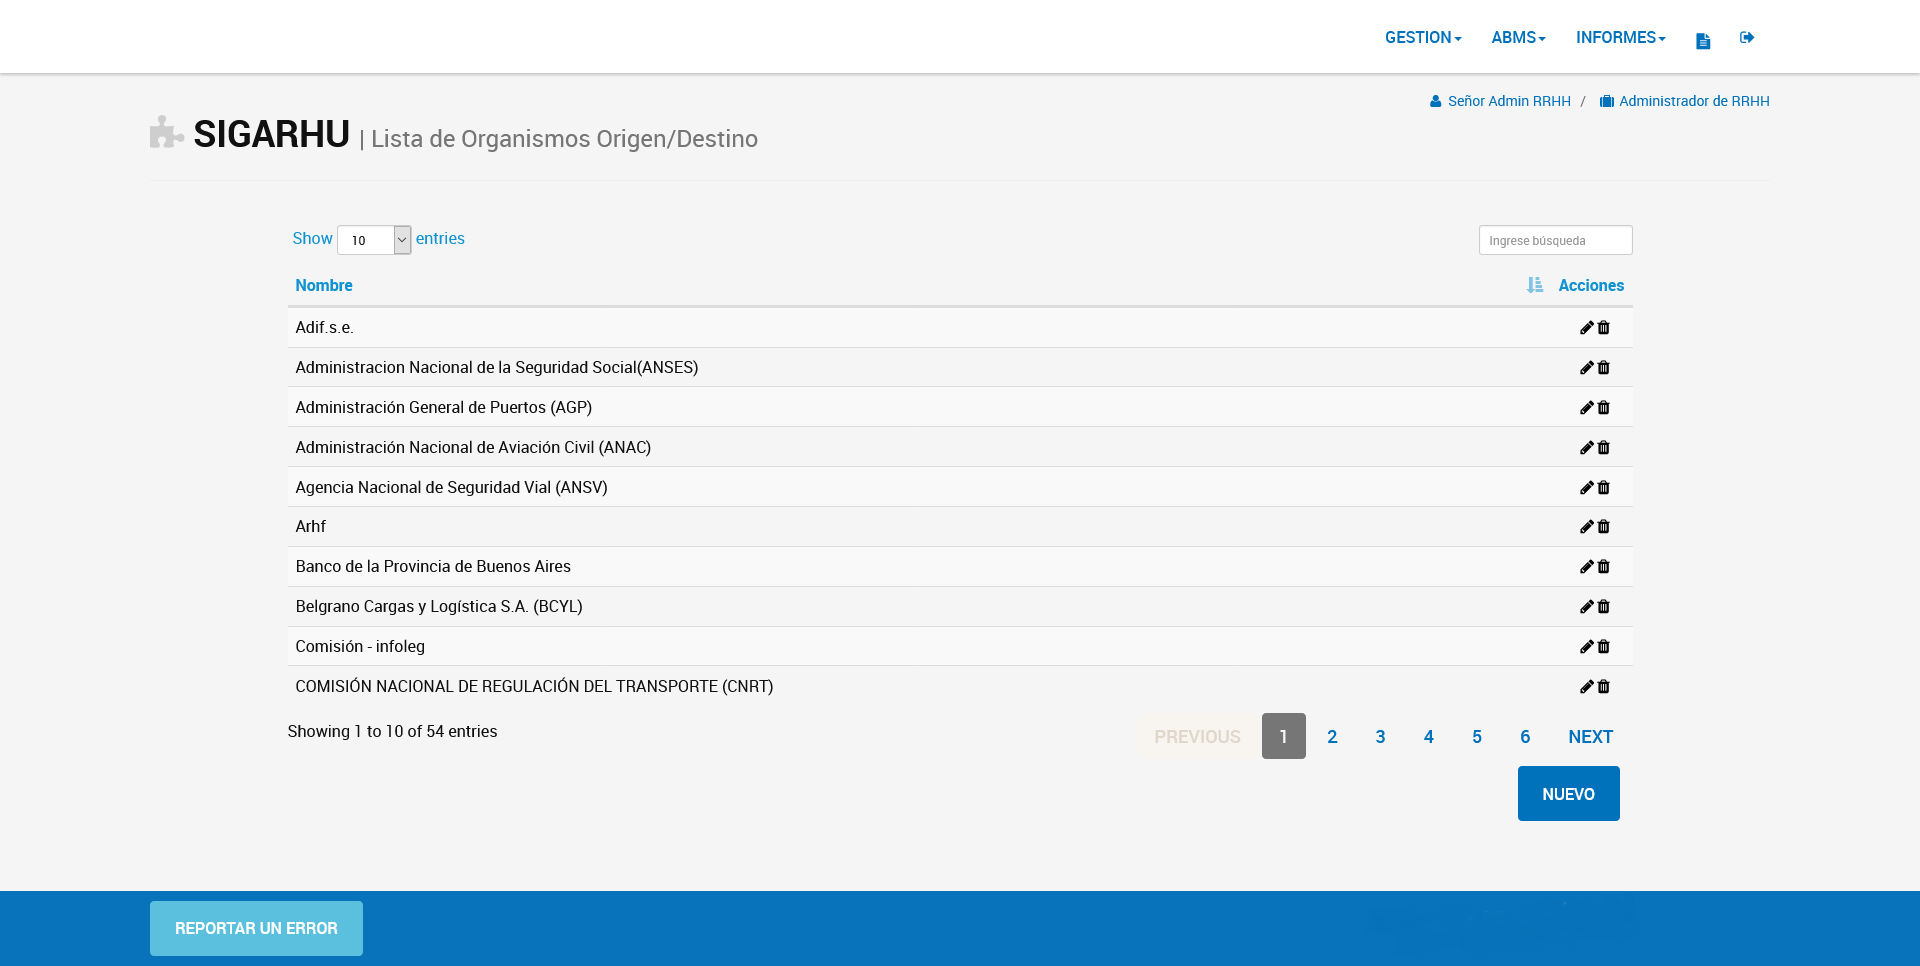 GESTION ABMS INFORMES
Señor Admin RRHH / Administrador de RRHH
SIGARHU | Lista de Organismos Origen/Destino
Show 10 entries Ingrese búsqueda
Nombre Acciones
Adif.s.e.
Administracion Nacional de la Seguridad Social(ANSES)
Administración General de Puertos (AGP)
Administración Nacional de Aviación Civil (ANAC)
Agencia Nacional de Seguridad Vial (ANSV)
Arhf
Banco de la Provincia de Buenos Aires
Belgrano Cargas y Logística S.A. (BCYL)
Comisión - infoleg
COMISIÓN NACIONAL DE REGULACIÓN DEL TRANSPORTE (CNRT)
Showing 1 to 10 of 54 entries PREVIOUS 1 2 3 4 5 6 NEXT
NUEVO
REPORTAR UN ERROR